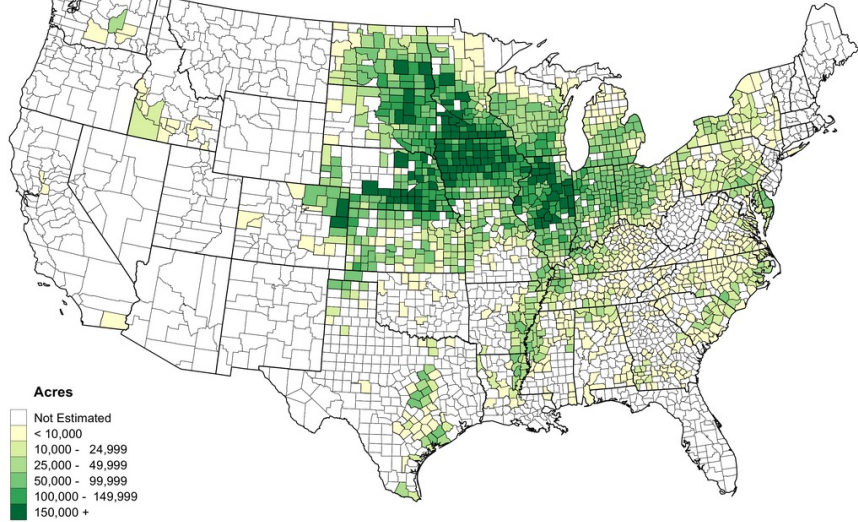 Acres
Not Estimated
< 10,000
10,000 - 24,999
25,000 - 49,999
50,000 - 99,999
100,000 - 149,999
150,000 +